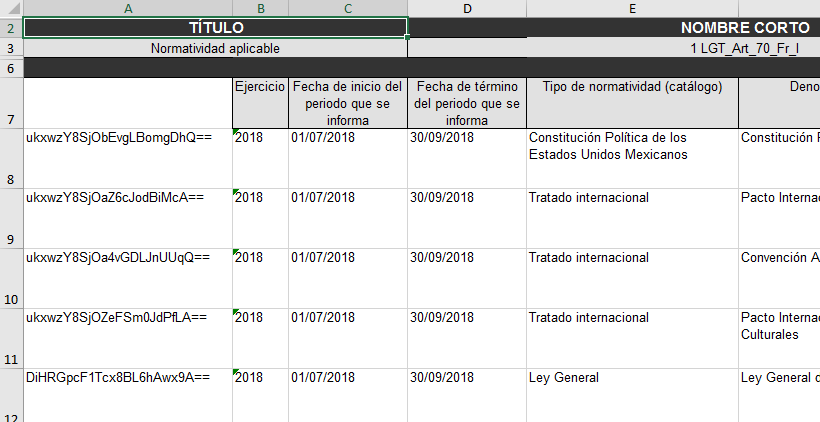 A B C D E
2 TÍTULO NOMBRE CORTO
3 Normatividad aplicable 1 LGT_Art_70_Fr_I
6
7 Ejercicio Fecha de inicio del Fecha de término Tipo de normatividad (catálogo) Deno
periodo que se del periodo que se
informa informa
8 ukxwzY8SjObEvgLBomgDhQ== 2018 01/07/2018 30/09/2018 Constitución Política de los Constitución P
Estados Unidos Mexicanos
9 ukxwzY8SjOaZ6cJodBiMcA== 2018 01/07/2018 30/09/2018 Tratado internacional Pacto Interna
10 ukxwzY8SjOa4vGDLJnUUqQ== 2018 01/07/2018 30/09/2018 Tratado internacional Convención A
11 ukxwzY8SjOZeFSm0JdPfLA== 2018 01/07/2018 30/09/2018 Tratado internacional Pacto Interna
Culturales
12 DiHRGpcF1Tcx8BL6hAwx9A== 2018 01/07/2018 30/09/2018 Ley General Ley General d